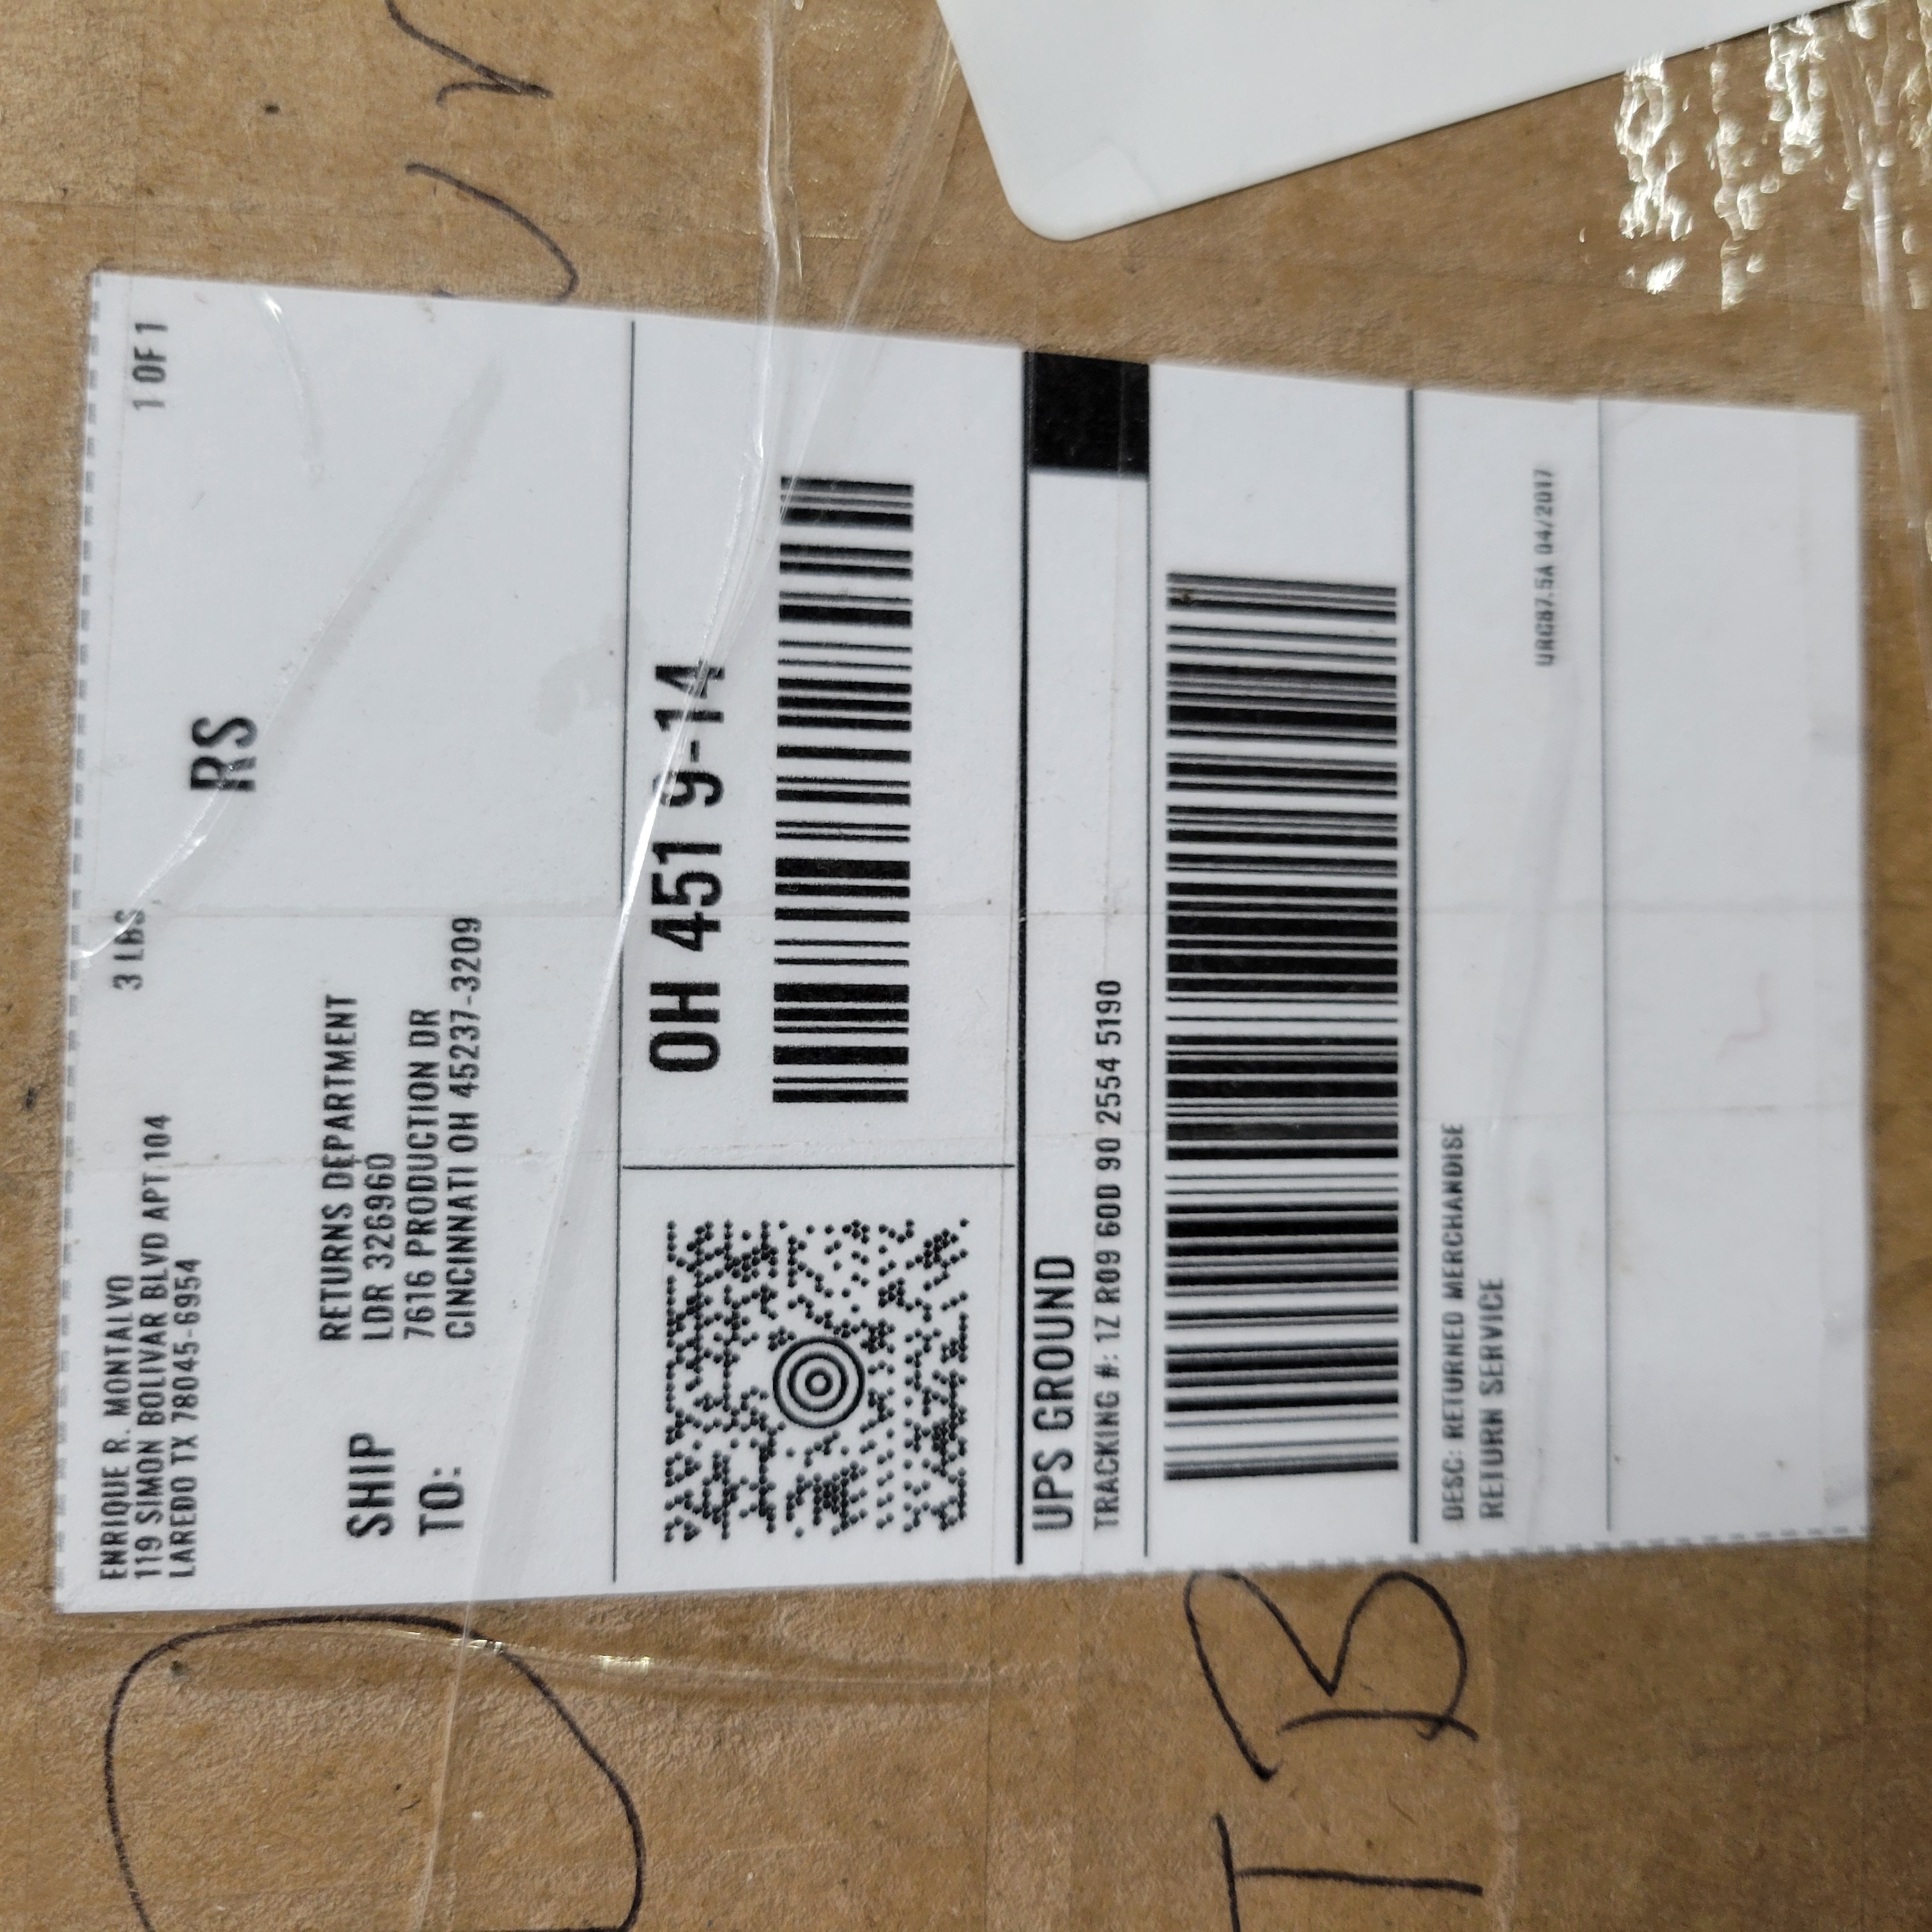 ENRIQUE R. MONTALVO
119 SIMON BOLIVAR BLVD APT 104
LAREDO TX 78045-6954
3 LBS
1 OF 1
RS
SHIP
TO:
RETURNS DEPARTMENT
LDR 326960
7616 PRODUCTION DR
CINCINNATI OH 45237-3209
OH 451 9-14
UPS GROUND
TRACKING #: 1Z R09 60D 90 2554 5190
DESC: RETURNED MERCHANDISE
RETURN SERVICE
URC87.5A 04/2017